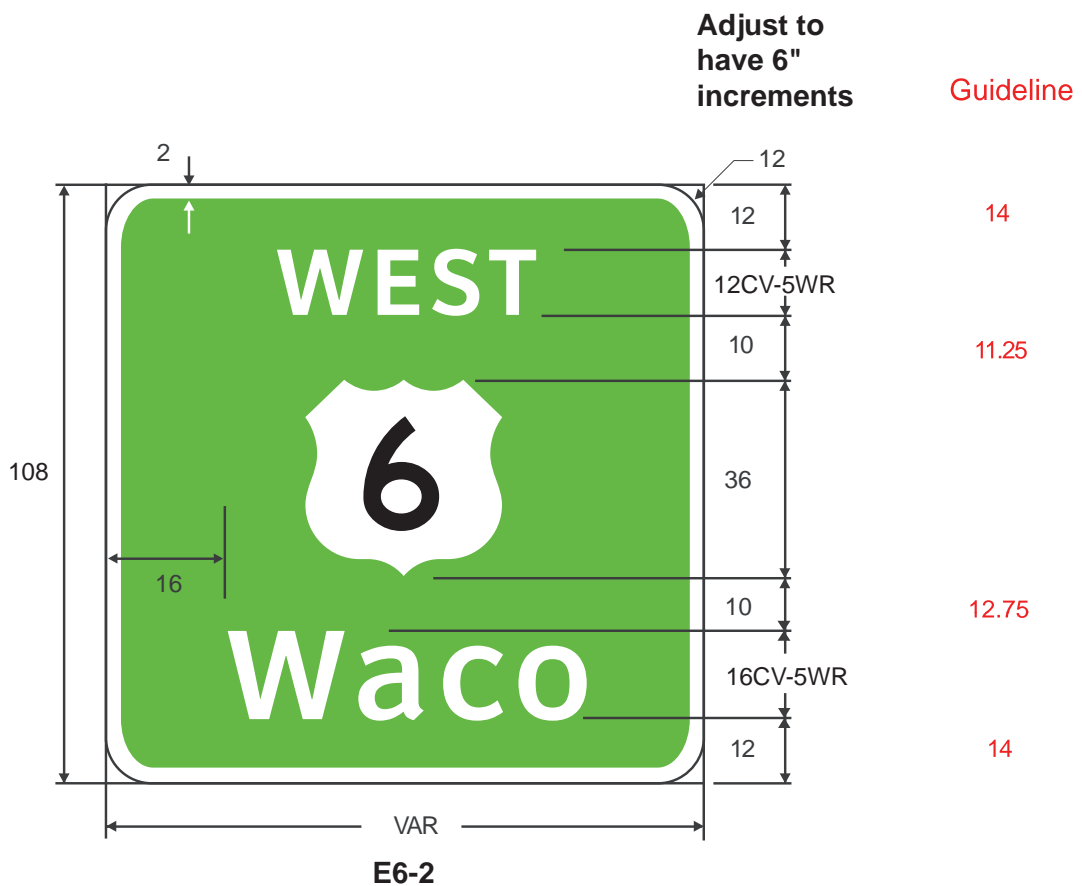 Adjust to
have 6"
increments
Guideline
2
12
12
14
WEST
12CV-5WR
10
11.25
6
108
36
16
10
12.75
Waco
16CV-5WR
12
14
VAR
E6-2